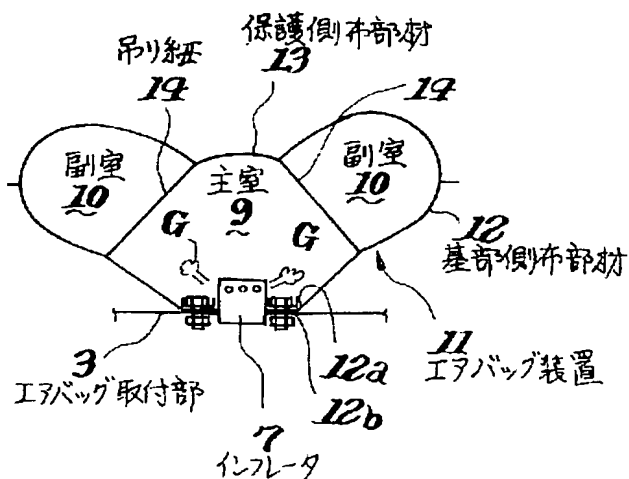 保護側布部材
13
吊り紐
14
14
副室
10
主室
9
副室
10
G
G
12
基部側布部材
3
エアバッグ取付部
12a
12b
11
エアバッグ装置
7
インフレータ